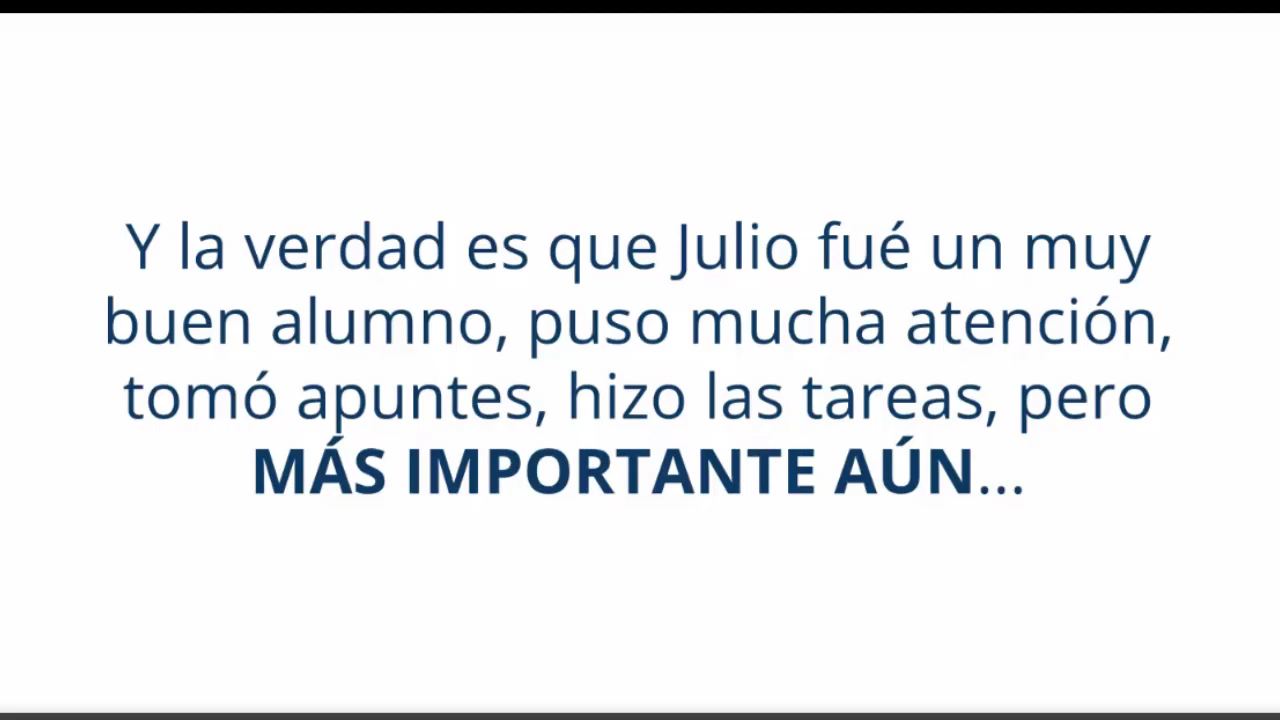 Y la verdad es que Julio fué un muy
buen alumno, puso mucha atención,
tomó apuntes, hizo las tareas, pero
MÁS IMPORTANTE AÚN...